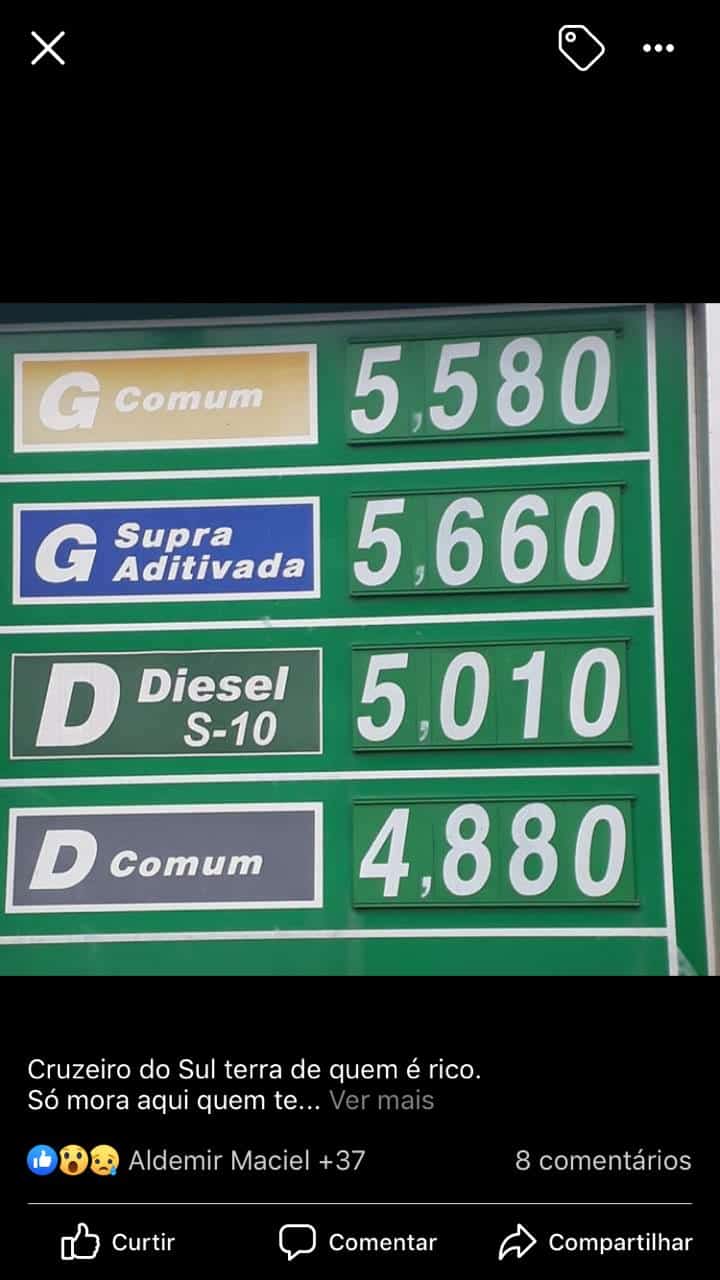 G Comum 5,580
G Supra
Aditivada 5,660
D Diesel
S-10 5,010
D Comum 4,880
Cruzeiro do Sul terra de quem é rico.
Só mora aqui quem te... Ver mais
Aldemir Maciel +37 8 comentários
Curtir Comentar Compartilhar